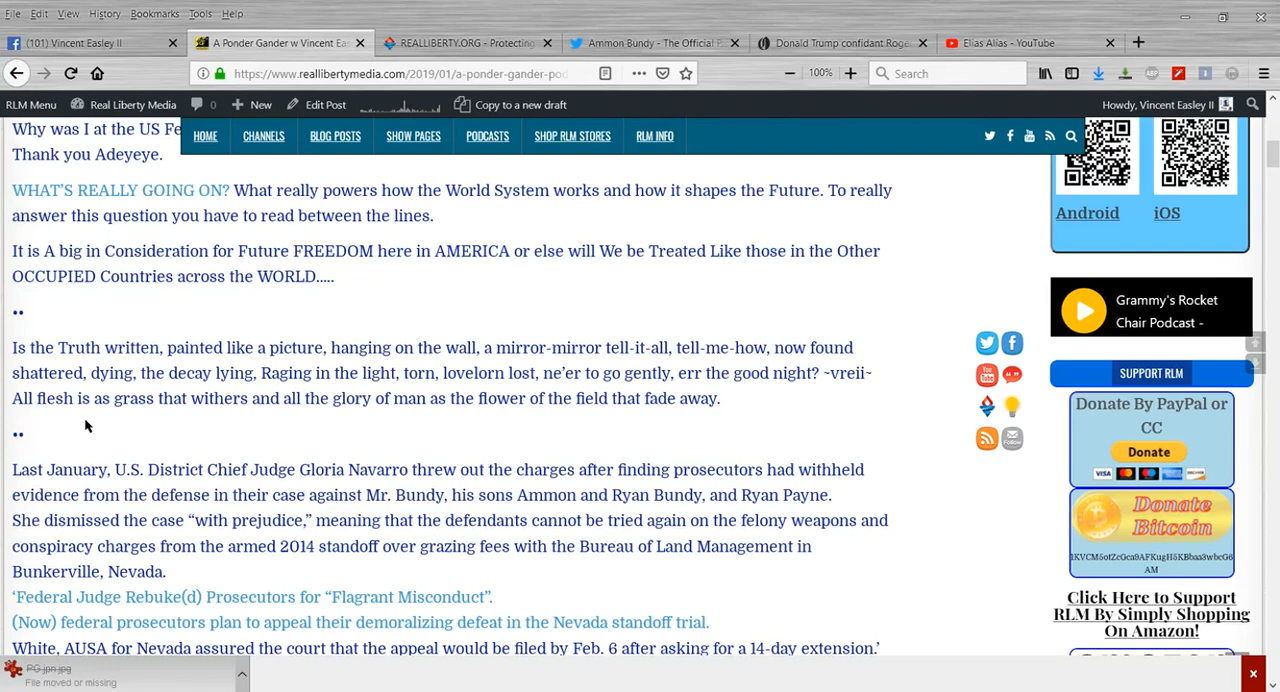 File Edit View History Bookmarks Tools Help
(101) Vincent Easley II
A Ponder Gander w Vincent Eas
REALLIBERTY.ORG - Protecting
Ammon Bundy - The Official P
Donald Trump confidant Roge
Elias Alias - YouTube
https://www.reallibertymedia.com/2019/01/a-ponder-gander-pod
100%
Search
RLM Menu Real Liberty Media 0 New Edit Post Copy to a new draft Howdy, Vincent Easley II
HOME CHANNELS BLOG POSTS SHOW PAGES PODCASTS SHOP RLM STORES RLM INFO
Why was I at the US Fe
Thank you Adeyeye.
WHAT'S REALLY GOING ON? What really powers how the World System works and how it shapes the Future. To really
answer this question you have to read between the lines.
It is A big in Consideration for Future FREEDOM here in AMERICA or else will We be Treated Like those in the Other
OCCUPIED Countries across the WORLD…..
••
Is the Truth written, painted like a picture, hanging on the wall, a mirror-mirror tell-it-all, tell-me-how, now found
shattered, dying, the decay lying, Raging in the light, torn, lovelorn lost, ne'er to go gently, err the good night? ~vreii~
All flesh is as grass that withers and all the glory of man as the flower of the field that fade away.
••
Last January, U.S. District Chief Judge Gloria Navarro threw out the charges after finding prosecutors had withheld
evidence from the defense in their case against Mr. Bundy, his sons Ammon and Ryan Bundy, and Ryan Payne.
She dismissed the case “with prejudice,” meaning that the defendants cannot be tried again on the felony weapons and
conspiracy charges from the armed 2014 standoff over grazing fees with the Bureau of Land Management in
Bunkerville, Nevada.
‘Federal Judge Rebuke(d) Prosecutors for “Flagrant Misconduct”.
(Now) federal prosecutors plan to appeal their demoralizing defeat in the Nevada standoff trial.
White, AUSA for Nevada assured the court that the appeal would be filed by Feb. 6 after asking for a 14-day extension.’
Android iOS
Grammy's Rocket
Chair Podcast -
SUPPORT RLM
Donate By PayPal or
CC
Donate
VISA
Donate
Bitcoin
AM
Click Here to Support
RLM By Simply Shopping
On Amazon!
PG.jpn.jpg
File moved or missing